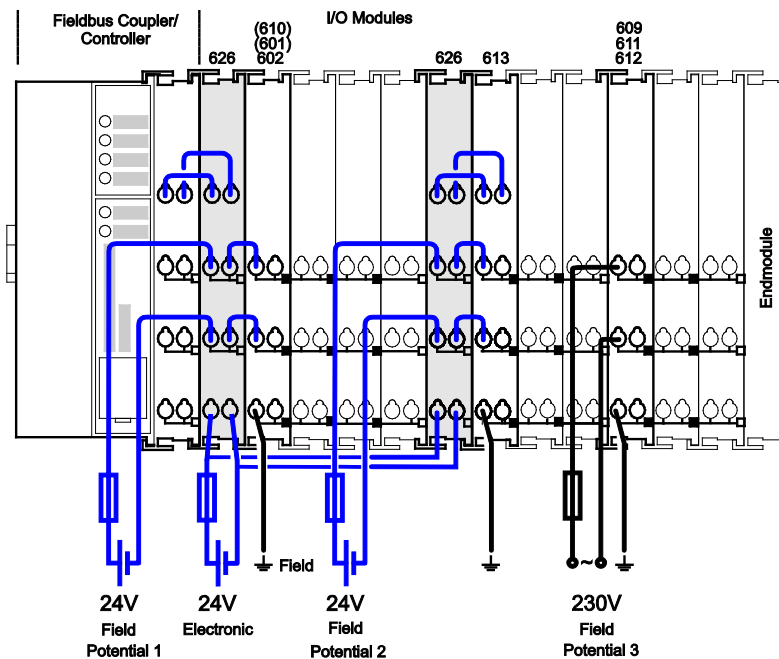 Fieldbus Coupler/
Controller
I/O Modules
626
(610)
(601)
602
626
613
609
611
612
Endmodule
Field
~
24V
Field
Potential 1
24V
Electronic
24V
Field
Potential 2
230V
Field
Potential 3